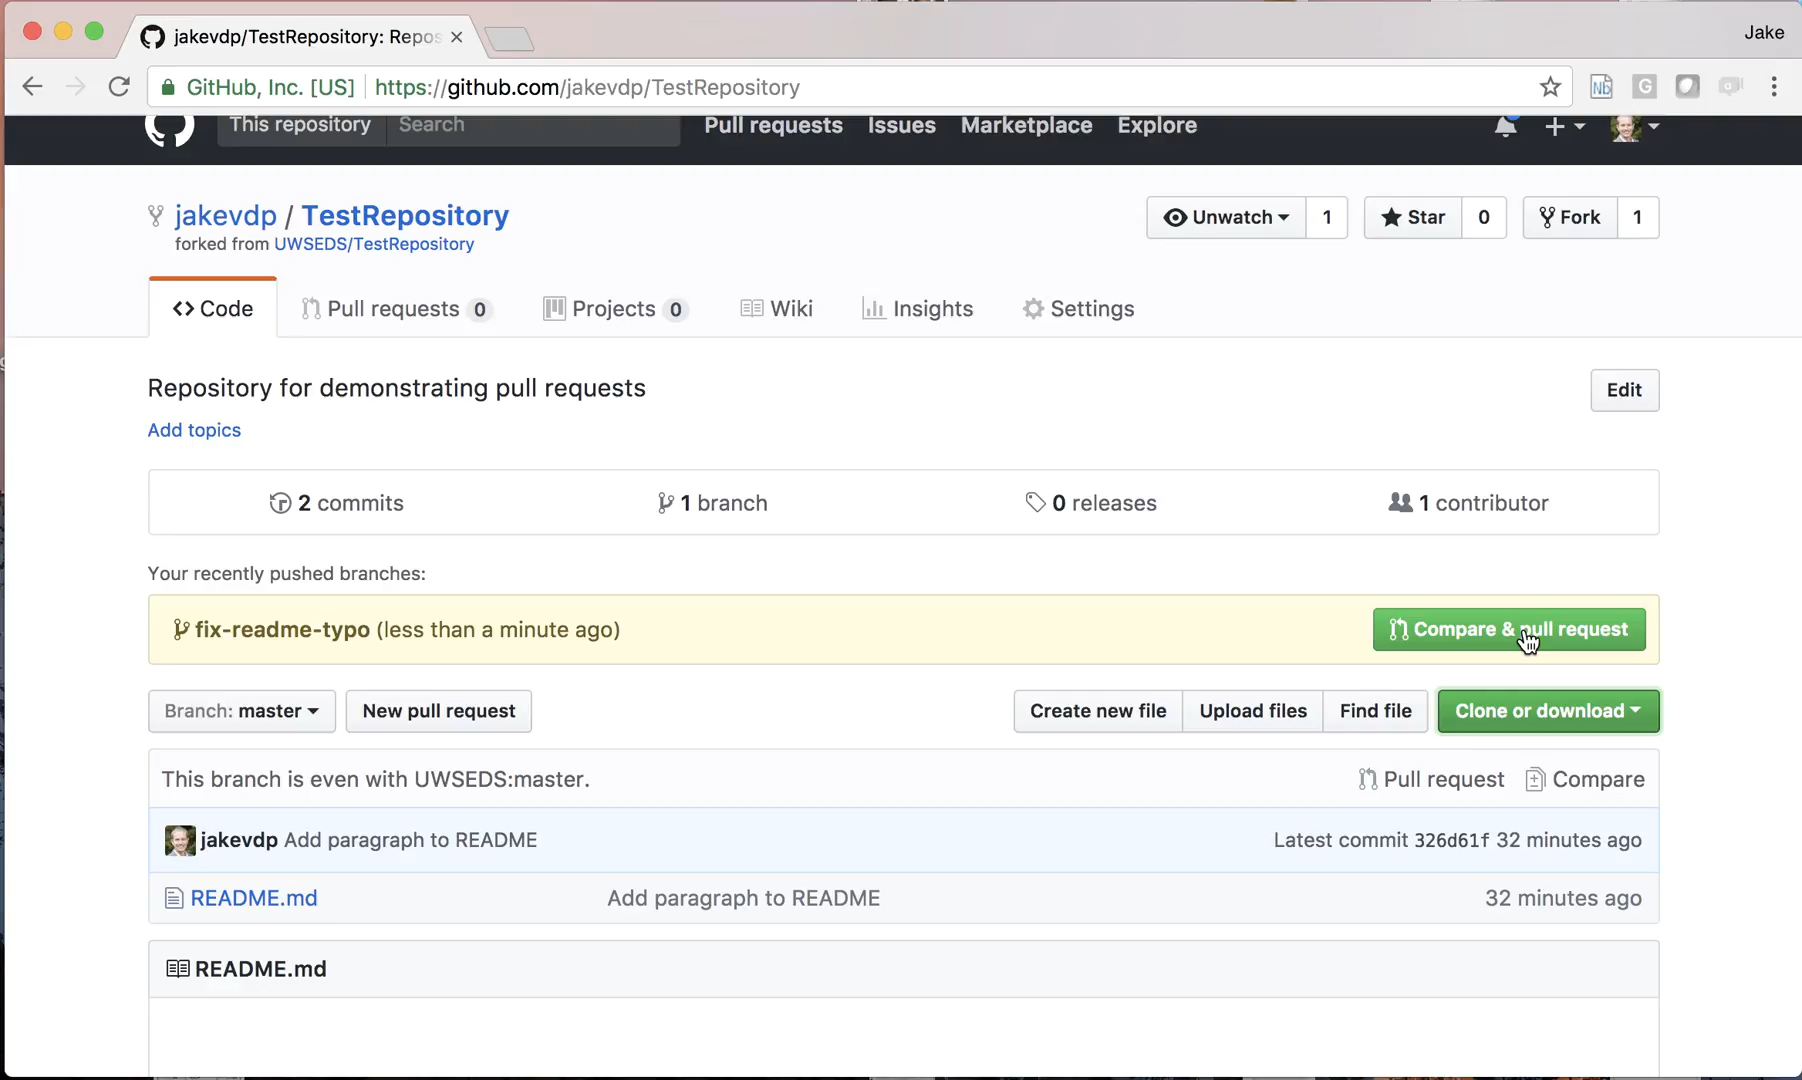 jakevdp/TestRepository: Repos
Jake
GitHub, Inc. [US] https://github.com/jakevdp/TestRepository
This repository Search Pull requests Issues Marketplace Explore
jakevdp / TestRepository
Unwatch 1 Star 0 Fork 1
forked from UWSEDS/TestRepository
Code Pull requests 0 Projects 0 Wiki Insights Settings
Repository for demonstrating pull requests
Edit
Add topics
2 commits 1 branch 0 releases 1 contributor
Your recently pushed branches:
fix-readme-typo (less than a minute ago) Compare & pull request
Branch: master New pull request Create new file Upload files Find file Clone or download
This branch is even with UWSEDS:master. Pull request Compare
jakevdp Add paragraph to README Latest commit 326d61f 32 minutes ago
README.md Add paragraph to README 32 minutes ago
README.md